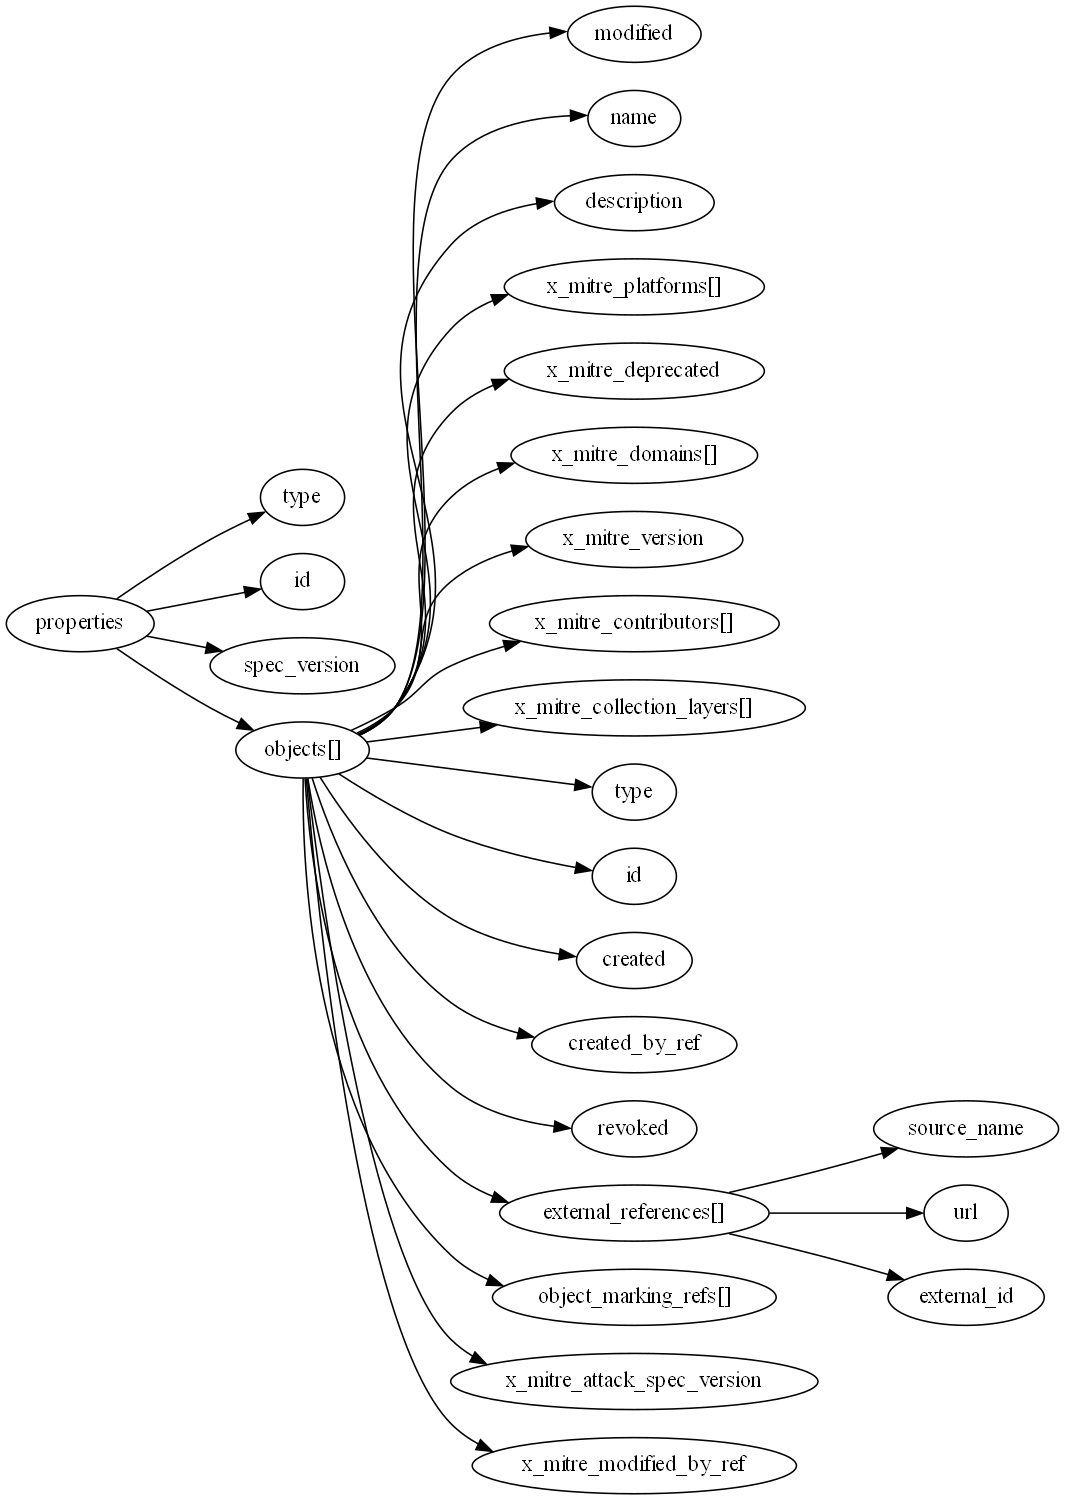 modified
name
description
x_mitre_platforms[]
x_mitre_deprecated
x_mitre_domains[]
type
x_mitre_version
id
properties
x_mitre_contributors[]
spec_version
x_mitre_collection_layers[]
objects[]
type
id
created
created_by_ref
revoked
source_name
external_references[]
url
object_marking_refs[]
external_id
x_mitre_attack_spec_version
x_mitre_modified_by_ref